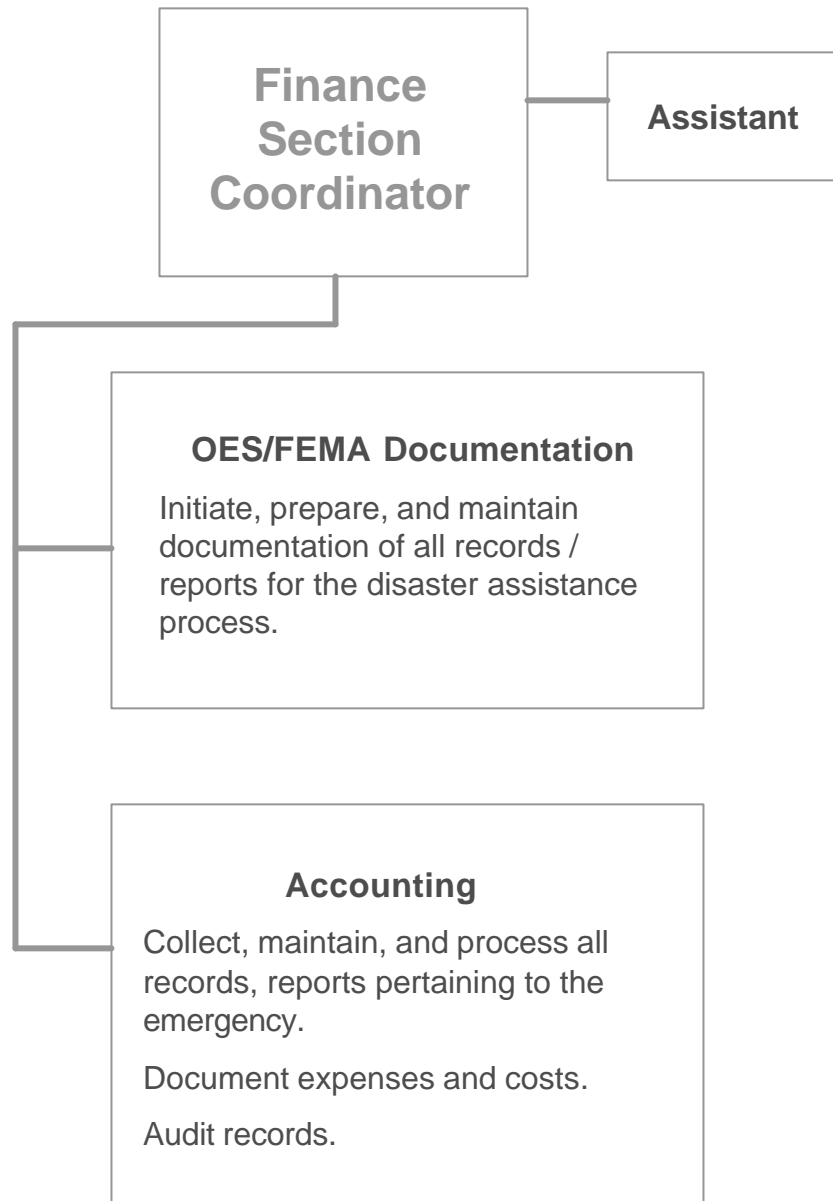 Finance
Section
Coordinator
Assistant
OES/FEMA Documentation
Initiate, prepare, and maintain
documentation of all records /
reports for the disaster assistance
process.
Accounting
Collect, maintain, and process all
records, reports pertaining to the
emergency.
Document expenses and costs.
Audit records.